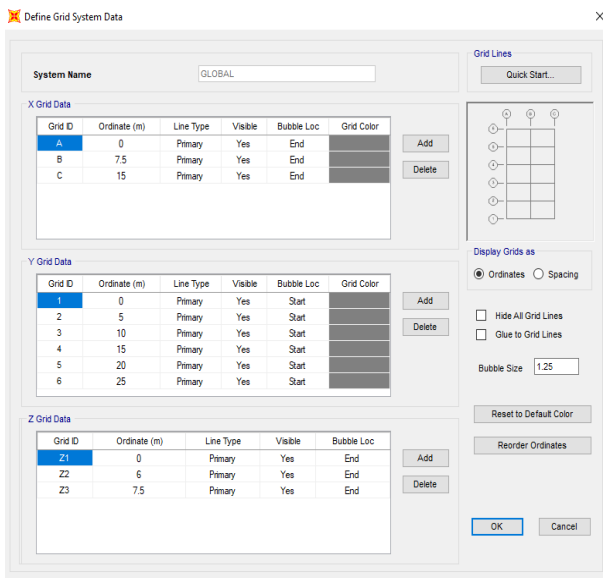 Define Grid System Data
X
Grid Lines
System Name GLOBAL Quick Start...
X Grid Data
Grid ID Ordinate (m) Line Type Visible Bubble Loc Grid Color
A 0 Primary Yes End Add
B 7.5 Primary Yes End
C 15 Primary Yes End Delete
A B C
6
5
4
3
2
1
Y Grid Data
Grid ID Ordinate (m) Line Type Visible Bubble Loc Grid Color
1 0 Primary Yes Start Add
2 5 Primary Yes Start
3 10 Primary Yes Start Delete
4 15 Primary Yes Start
5 20 Primary Yes Start
6 25 Primary Yes Start
Display Grids as
Ordinates Spacing
Hide All Grid Lines
Glue to Grid Lines
Bubble Size 1.25
Reset to Default Color
Reorder Ordinates
Z Grid Data
Grid ID Ordinate (m) Line Type Visible Bubble Loc
Z1 0 Primary Yes End Add
Z2 6 Primary Yes End
Z3 7.5 Primary Yes End Delete
OK Cancel